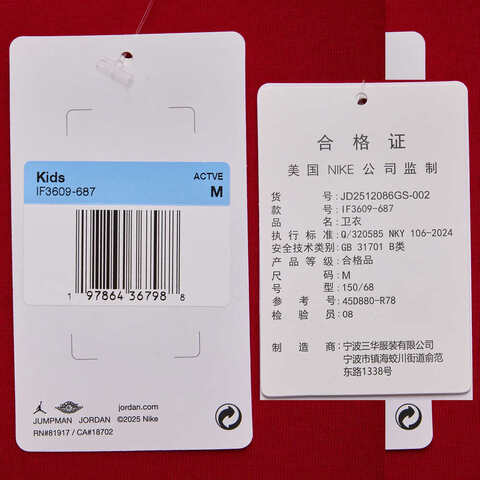 Kids
ACTVE
IF3609-687
M
1 97864 36798 8
JUMPMAN JORDAN
jordan.com
©2025 Nike
RN#81917 / CA#18702
合格证
美国 NIKE 公司监制
货号:JD2512086GS-002
款号:IF3609-687
品名:卫衣
执行标准:Q/320585 NKY 106-2024
安全技术类别:GB 31701 B类
产品等级:合格品
尺码:M
号型:150/68
参考号:45D880-R78
检验员:08
制造商:宁波三华服装有限公司
宁波市镇海蛟川街道俞范
东路1338号